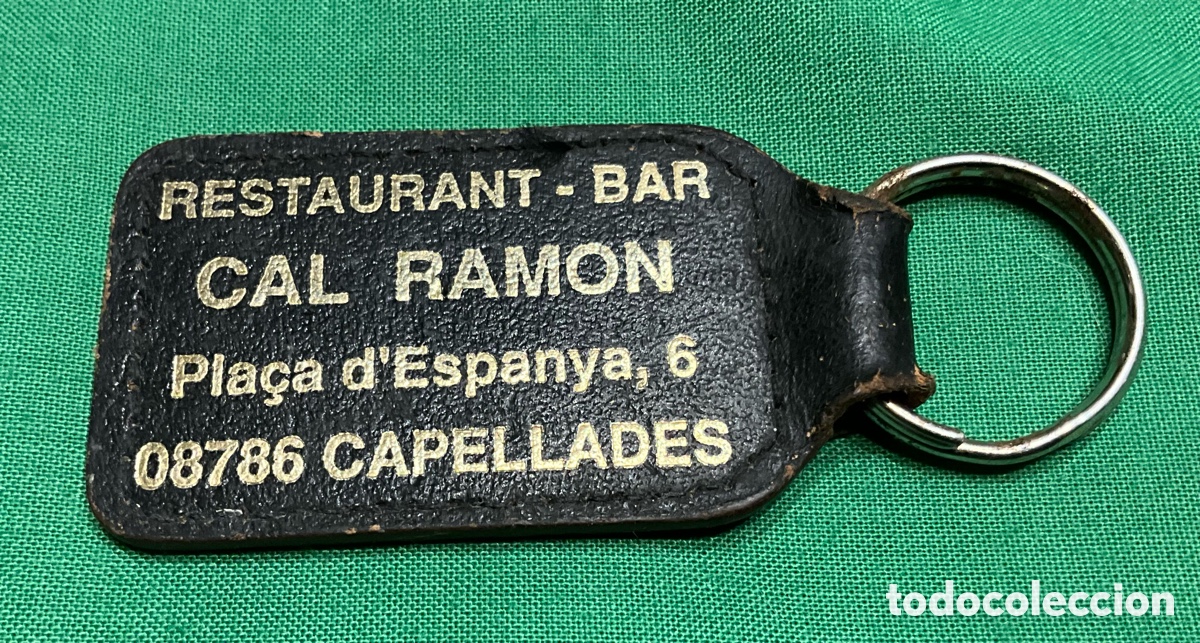 RESTAURANT - BAR
CAL RAMON
Plaça d'Espanya, 6
08786 CAPELLADES
todocoleccion